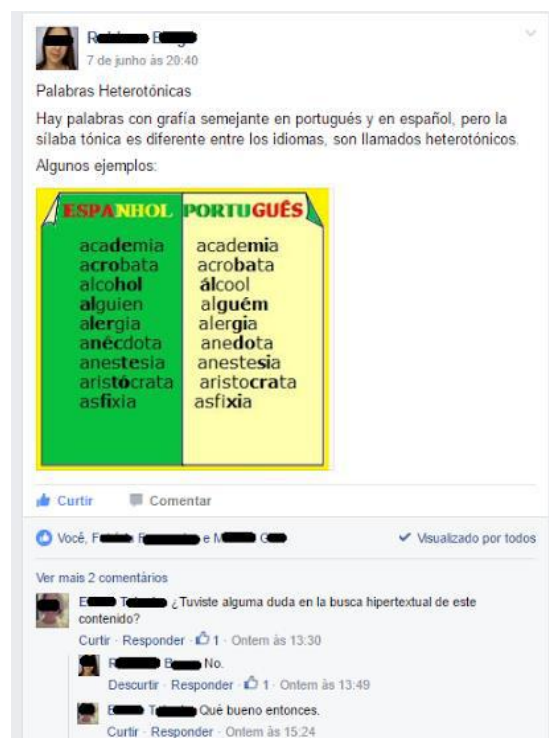 7 de junho às 20:40
Palabras Heterotónicas
Hay palabras con grafía semejante en portugués y en español, pero la
sílaba tónica es diferente entre los idiomas, son llamados heterotónicos.
Algunos ejemplos:
ESPANHOL PORTUGUÊS
academia academia
acrobata acrobata
alcohol álcool
alguien alguém
alergia alergia
anécdota anedota
anestesia anestesia
aristócrata aristocrata
asfixia asfixia
Curtir Comentar
Você, e Visualizado por todos
Ver mais 2 comentários
¿Tuviste alguma duda en la busca hipertextual de este
contenido?
Curtir · Responder · 1 · Ontem às 13:30
No.
Descurtir · Responder · 1 · Ontem às 13:49
Qué bueno entonces.
Curtir · Responder · Ontem às 15:24